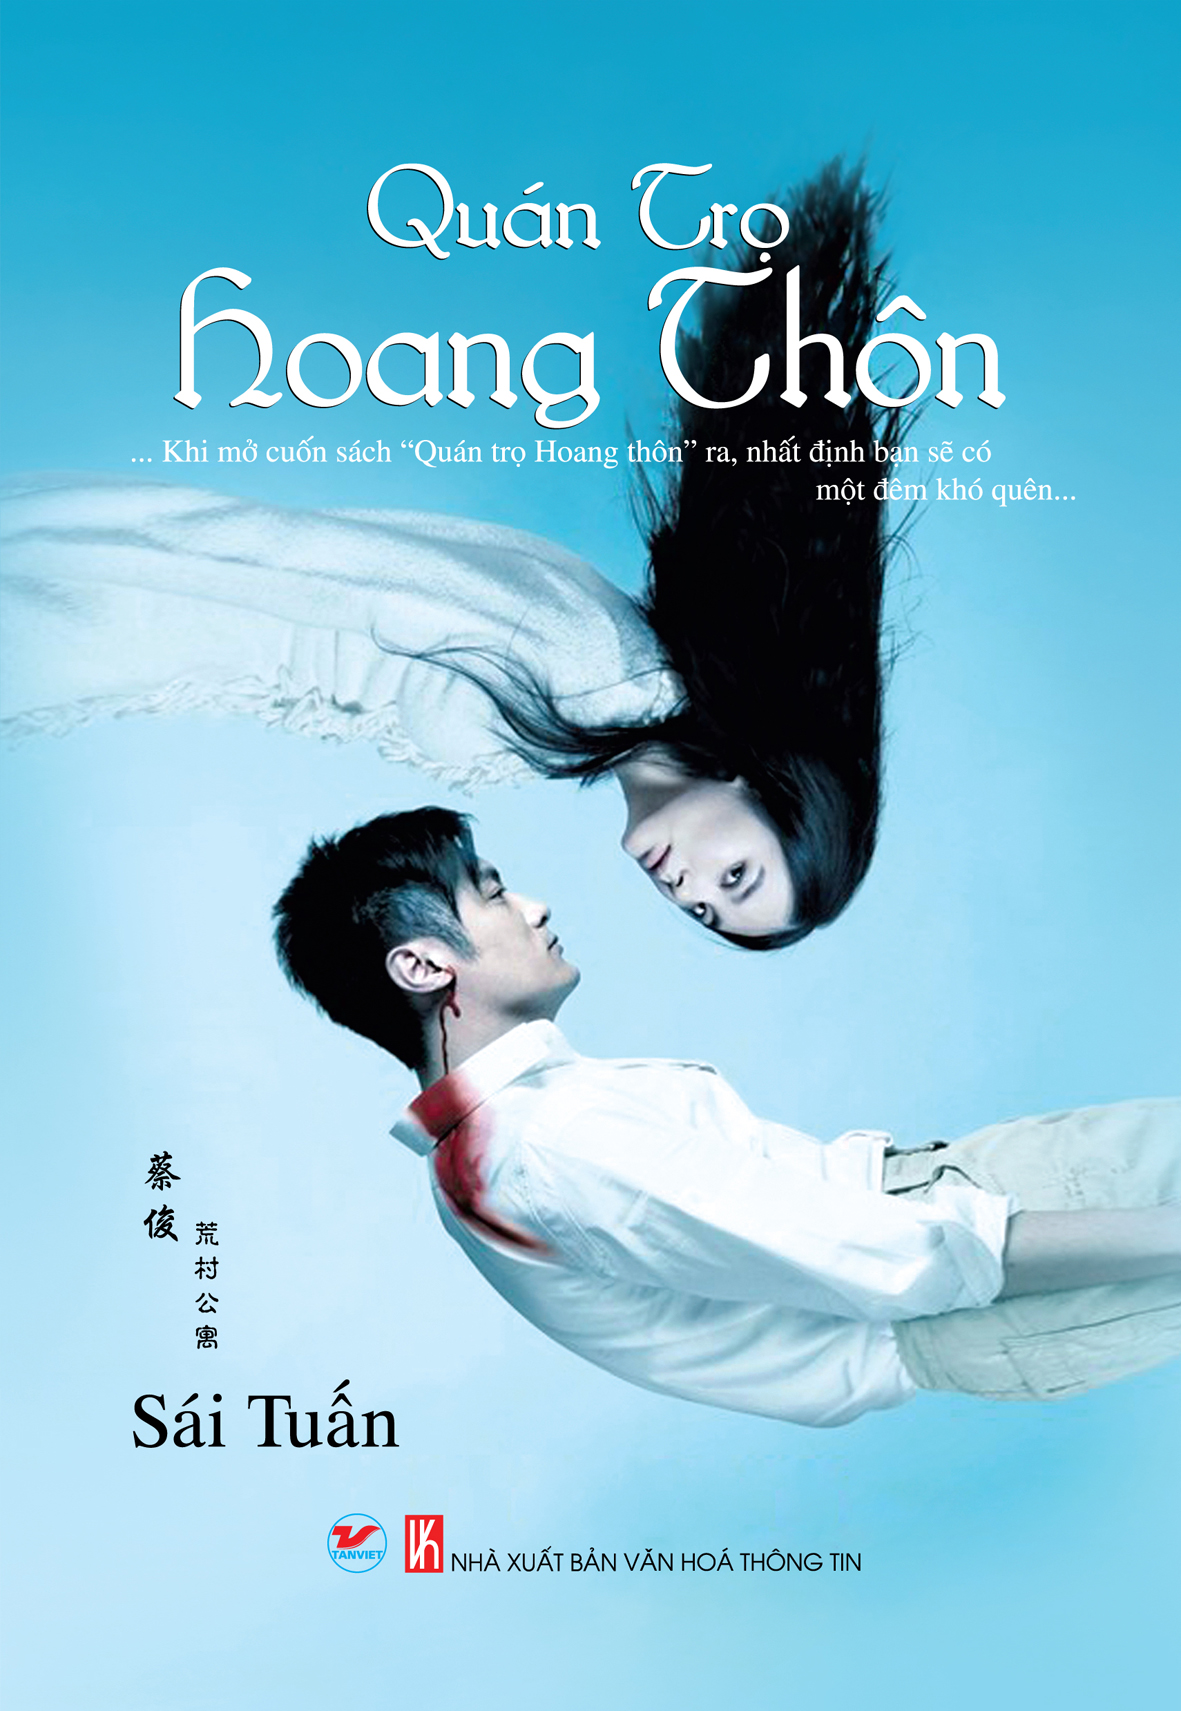 Quán Trọ
Hoang Thôn
... Khi mở cuốn sách “Quán trọ Hoang thôn” ra, nhất định bạn sẽ có
một đêm khó quên...
蔡俊
荒村公寓
Sái Tuấn
TANVIET
NHÀ XUẤT BẢN VĂN HOÁ THÔNG TIN